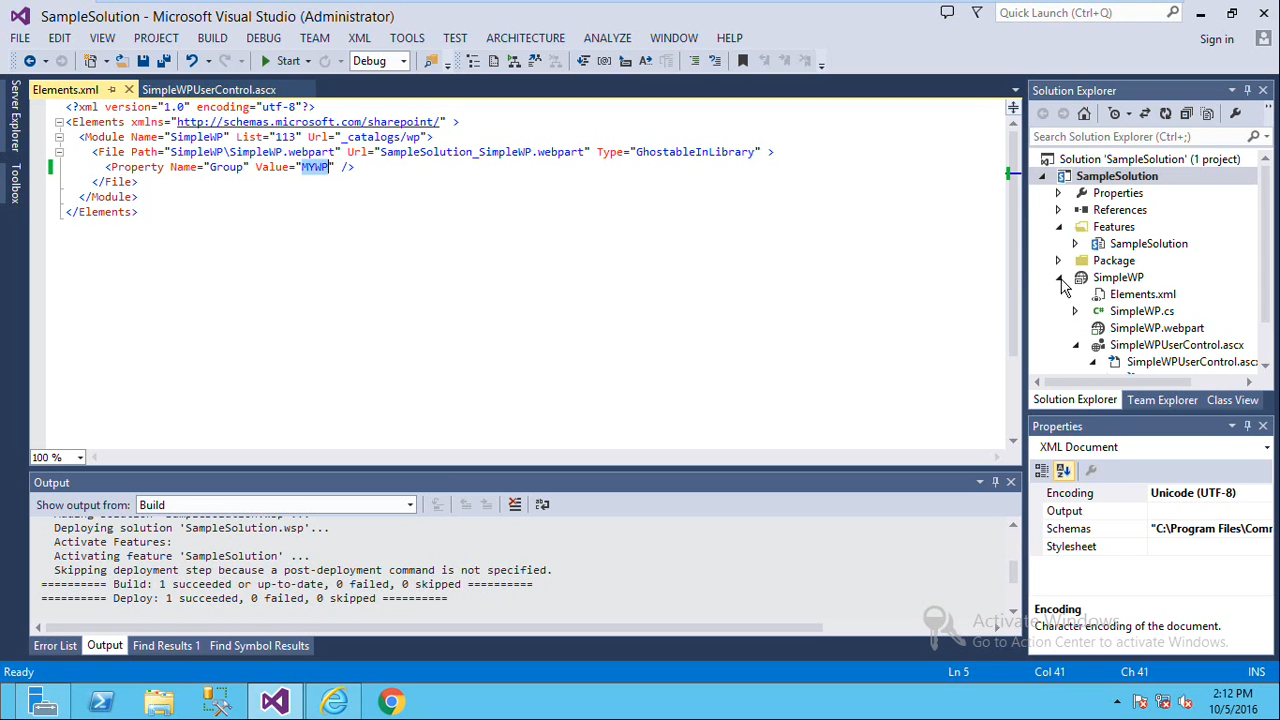 SampleSolution - Microsoft Visual Studio (Administrator)
Quick Launch (Ctrl+Q)
FILE EDIT VIEW PROJECT BUILD DEBUG TEAM XML TOOLS TEST ARCHITECTURE ANALYZE WINDOW HELP
Sign in
Start
Debug
Server Explorer
Toolbox
Elements.xml
SimpleWPUserControl.ascx
<?xml version="1.0" encoding="utf-8"?>
<Elements xmlns="http://schemas.microsoft.com/sharepoint/" >
<Module Name="SimpleWP" List="113" Url="_catalogs/wp">
<File Path="SimpleWP\SimpleWP.webpart" Url="SampleSolution_SimpleWP.webpart" Type="GhostableInLibrary" >
<Property Name="Group" Value="MYWP" />
</File>
</Module>
</Elements>
100 %
Output
Show output from: Build
Deploying solution 'SampleSolution.wsp'...
Activate Features:
Activating feature 'SampleSolution' ...
Skipping deployment step because a post-deployment command is not specified.
========== Build: 1 succeeded or up-to-date, 0 failed, 0 skipped ==========
========== Deploy: 1 succeeded, 0 failed, 0 skipped ==========
Error List Output Find Results 1 Find Symbol Results
Solution Explorer
Search Solution Explorer (Ctrl+;)
Solution 'SampleSolution' (1 project)
SampleSolution
Properties
References
Features
SampleSolution
Package
SimpleWP
Elements.xml
SimpleWP.cs
SimpleWP.webpart
SimpleWPUserControl.ascx
SimpleWPUserControl.asc
Solution Explorer Team Explorer Class View
Properties
XML Document
Encoding Unicode (UTF-8)
Output
Schemas "C:\Program Files\Comm
Stylesheet
Encoding
Character encoding of the document.
Activate Windows
Go to Action Center to activate Windows.
Ready
Ln 5
Col 41
Ch 41
INS
2:12 PM
10/5/2016